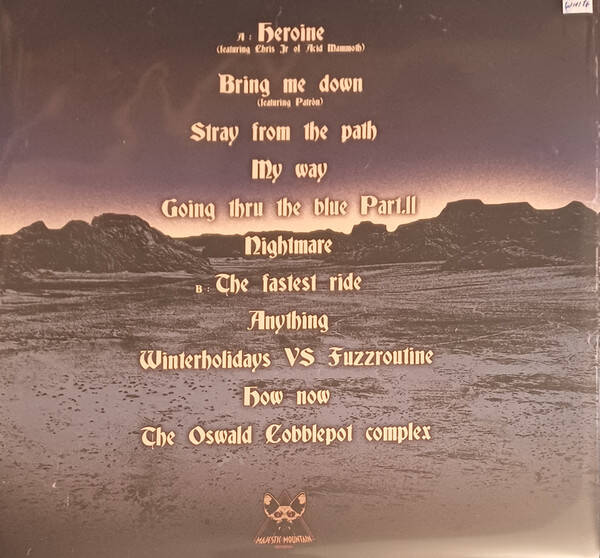 A : Heroine
(featuring Chris Jr of Acid Mammoth)
Bring me down
(featuring Patrön)
Stray from the path
My way
Going thru the blue Part.II
Nightmare
B : The fastest ride
Anything
Winterholidays VS Fuzzroutine
How now
The Oswald Cobblepot complex
MAJESTIC MOUNTAIN